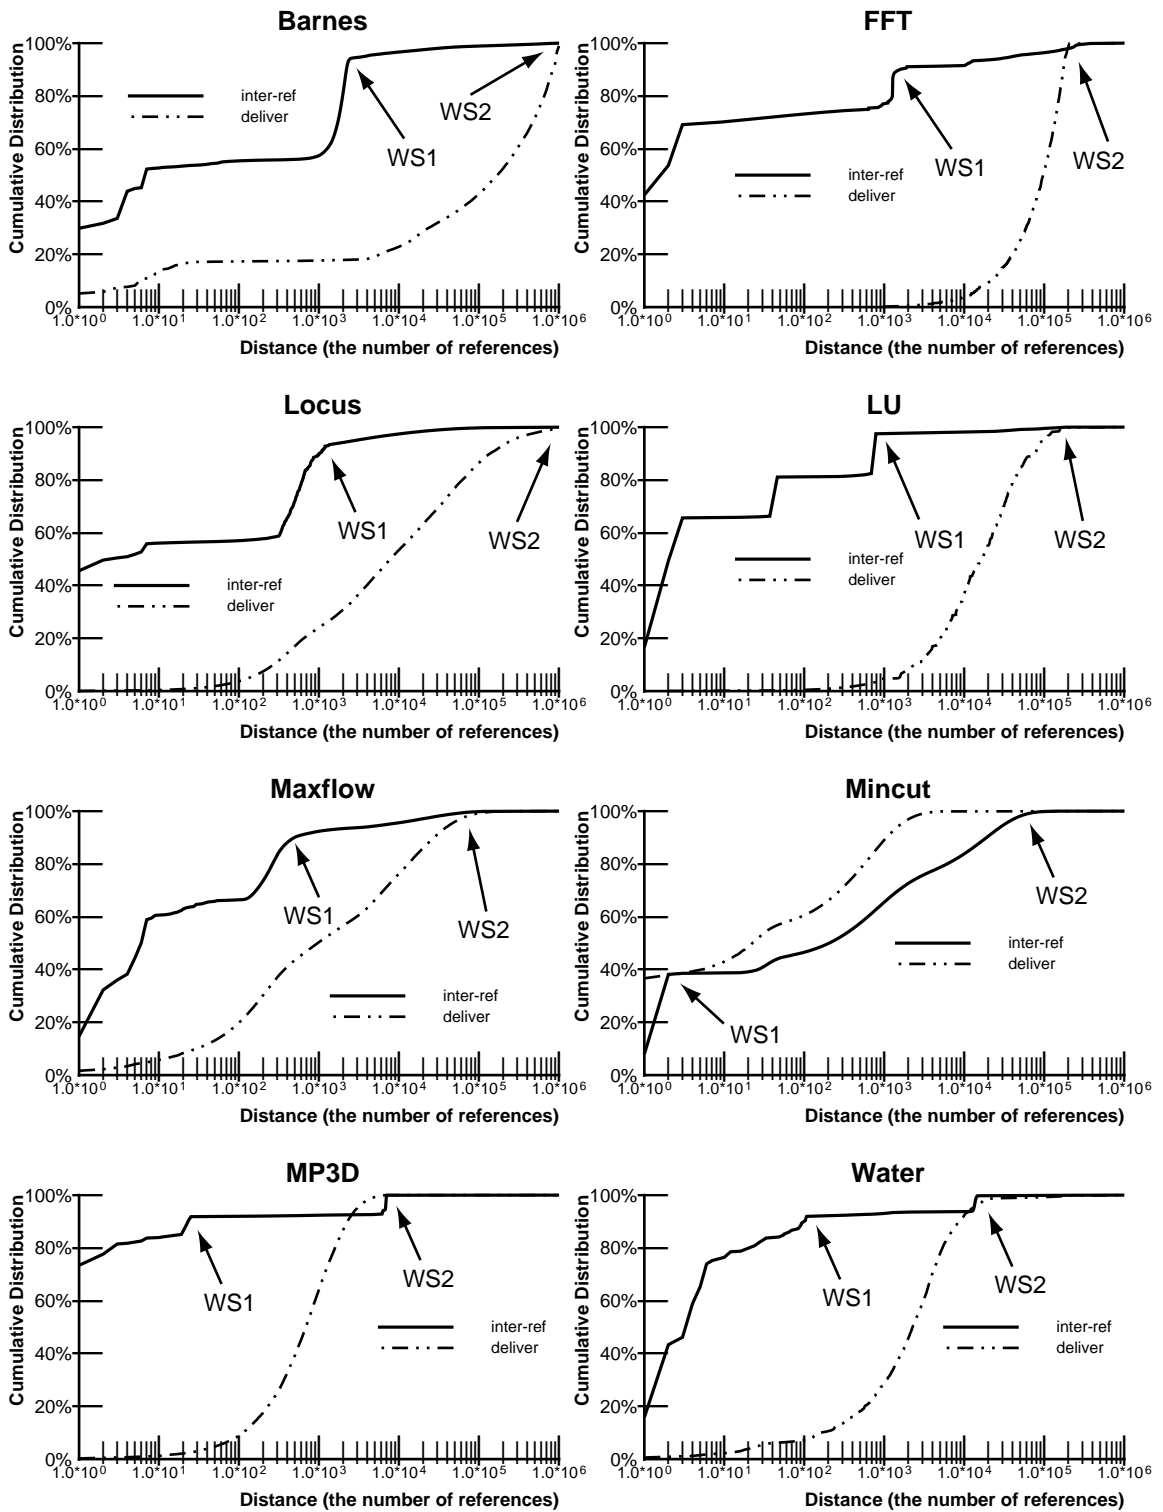 Barnes
Cumulative Distribution
100%
80%
60%
40%
20%
0%
inter-ref
deliver
WS1
WS2
1.0*10^0 1.0*10^1 1.0*10^2 1.0*10^3 1.0*10^4 1.0*10^5 1.0*10^6
Distance (the number of references)
FFT
Cumulative Distribution
100%
80%
60%
40%
20%
0%
inter-ref
deliver
WS1
WS2
1.0*10^0 1.0*10^1 1.0*10^2 1.0*10^3 1.0*10^4 1.0*10^5 1.0*10^6
Distance (the number of references)
Locus
Cumulative Distribution
100%
80%
60%
40%
20%
0%
WS1
WS2
inter-ref
deliver
1.0*10^0 1.0*10^1 1.0*10^2 1.0*10^3 1.0*10^4 1.0*10^5 1.0*10^6
Distance (the number of references)
LU
Cumulative Distribution
100%
80%
60%
40%
20%
0%
WS1
WS2
inter-ref
deliver
1.0*10^0 1.0*10^1 1.0*10^2 1.0*10^3 1.0*10^4 1.0*10^5 1.0*10^6
Distance (the number of references)
Maxflow
Cumulative Distribution
100%
80%
60%
40%
20%
0%
WS1
WS2
inter-ref
deliver
1.0*10^0 1.0*10^1 1.0*10^2 1.0*10^3 1.0*10^4 1.0*10^5 1.0*10^6
Distance (the number of references)
Mincut
Cumulative Distribution
100%
80%
60%
40%
20%
0%
WS2
inter-ref
deliver
WS1
1.0*10^0 1.0*10^1 1.0*10^2 1.0*10^3 1.0*10^4 1.0*10^5 1.0*10^6
Distance (the number of references)
MP3D
Cumulative Distribution
100%
80%
60%
40%
20%
0%
WS1
WS2
inter-ref
deliver
1.0*10^0 1.0*10^1 1.0*10^2 1.0*10^3 1.0*10^4 1.0*10^5 1.0*10^6
Distance (the number of references)
Water
Cumulative Distribution
100%
80%
60%
40%
20%
0%
WS1
WS2
inter-ref
deliver
1.0*10^0 1.0*10^1 1.0*10^2 1.0*10^3 1.0*10^4 1.0*10^5 1.0*10^6
Distance (the number of references)